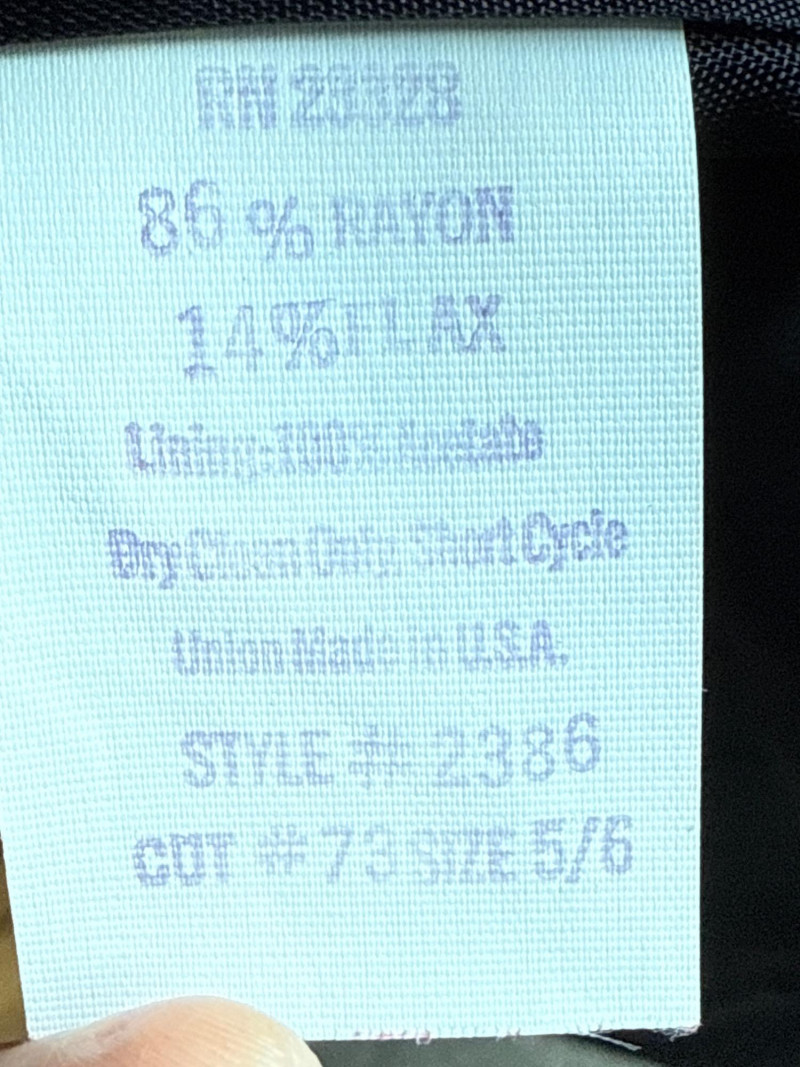 RN 29328
86 % RAYON
14% FLAX
Lining: 100% Acetate
Dry Clean Only. Short Cycle
Union Made in U.S.A.
STYLE # 2386
CUT # 73 SIZE 5/6